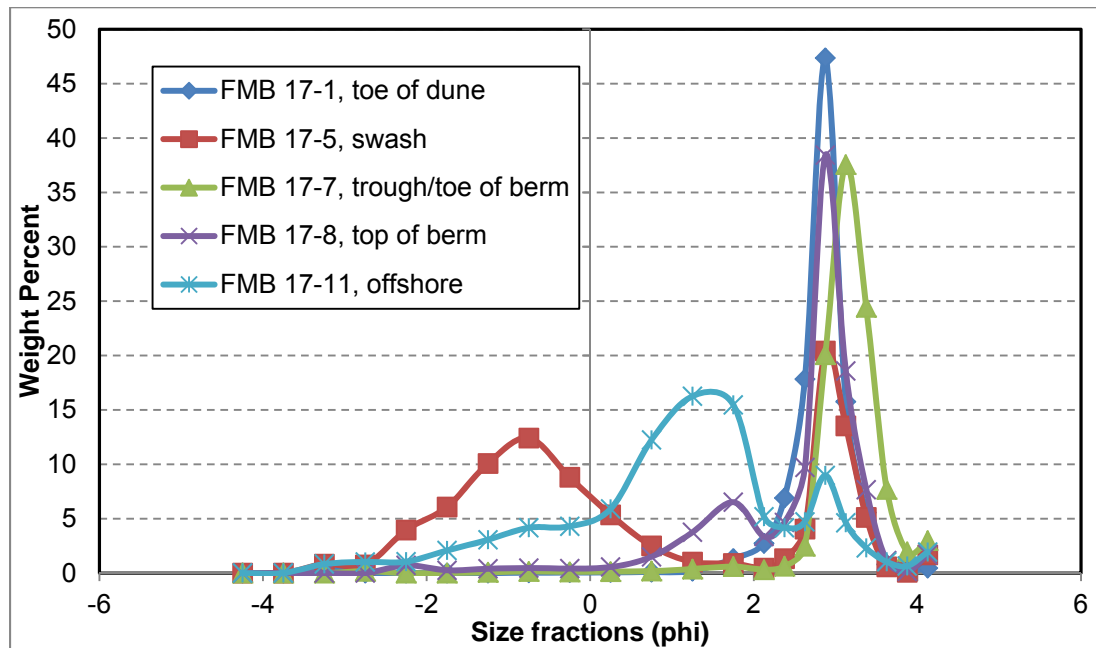 50
45
40
35
30
25
20
15
10
5
0
Weight Percent
FMB 17-1, toe of dune
FMB 17-5, swash
FMB 17-7, trough/toe of berm
FMB 17-8, top of berm
FMB 17-11, offshore
-6 -4 -2 0 2 4 6
Size fractions (phi)